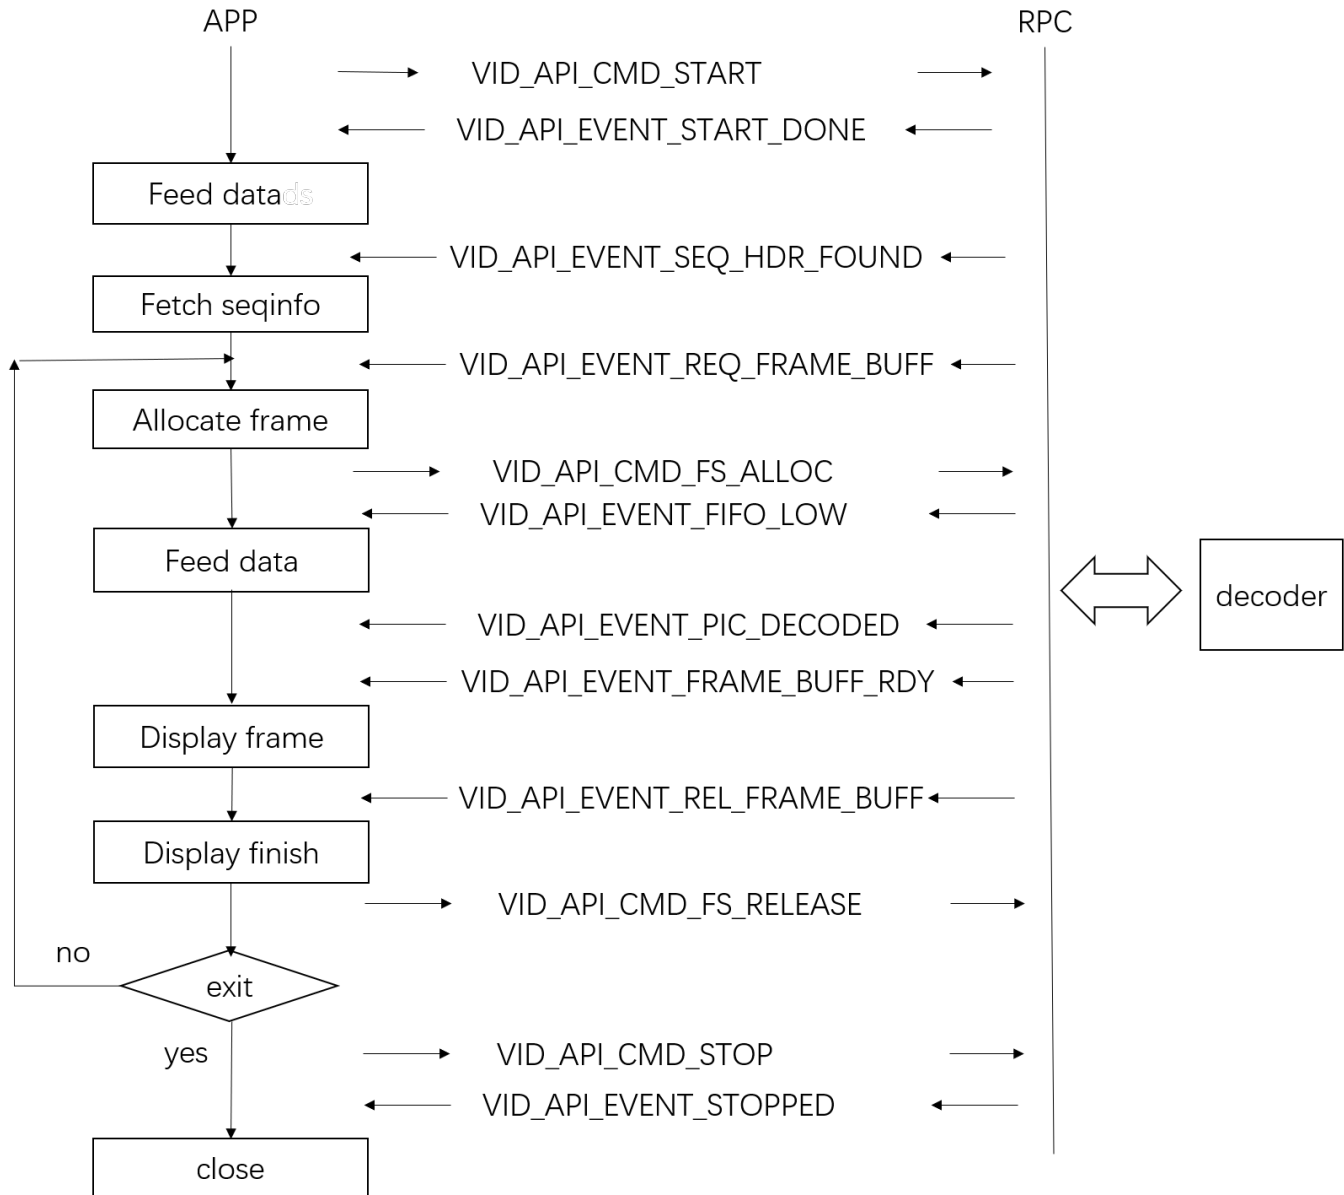 APP
RPC
VID_API_CMD_START
VID_API_EVENT_START_DONE
Feed datads
VID_API_EVENT_SEQ_HDR_FOUND
Fetch seqinfo
VID_API_EVENT_REQ_FRAME_BUFF
Allocate frame
VID_API_CMD_FS_ALLOC
VID_API_EVENT_FIFO_LOW
Feed data
decoder
VID_API_EVENT_PIC_DECODED
VID_API_EVENT_FRAME_BUFF_RDY
Display frame
VID_API_EVENT_REL_FRAME_BUFF
Display finish
VID_API_CMD_FS_RELEASE
no
exit
yes
VID_API_CMD_STOP
VID_API_EVENT_STOPPED
close